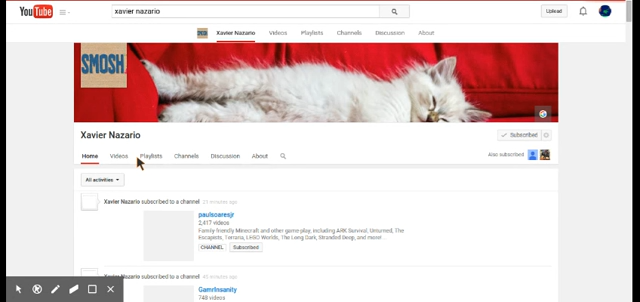 YouTube
xavier nazario
Upload
Xavier Nazario Videos Playlists Channels Discussion About
SMOSH
Xavier Nazario
Subscribed
Home Videos Playlists Channels Discussion About
Also subscribed
All activities
Xavier Nazario subscribed to a channel 29 minutes ago
paulsoaresjr
2,417 videos
Family-friendly Minecraft and other game play, including ARK Survival, Unturned, The
Escapists, Terraria, LEGO Worlds, The Long Dark, Stranded Deep, and more!
CHANNEL Subscribed
Xavier Nazario subscribed to a channel 40 minutes ago
GamrInsanity
748 videos